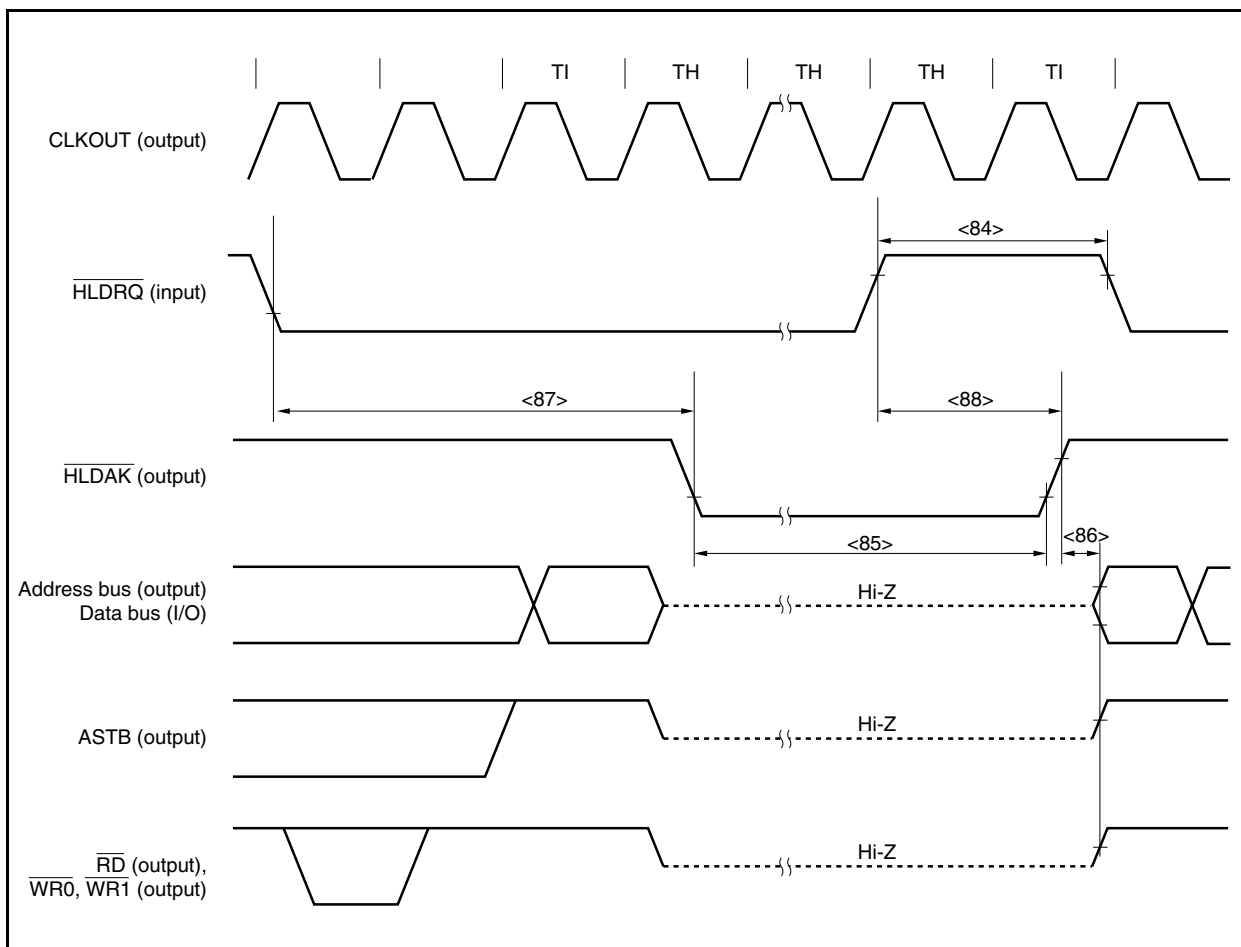 TI TH TH TH TI
CLKOUT (output)
<84>
HLDRQ (input)
<87> <88>
HLDAK (output)
<85> <86>
Address bus (output)
Data bus (I/O)
Hi-Z
ASTB (output)
Hi-Z
RD (output),
WR0, WR1 (output)
Hi-Z